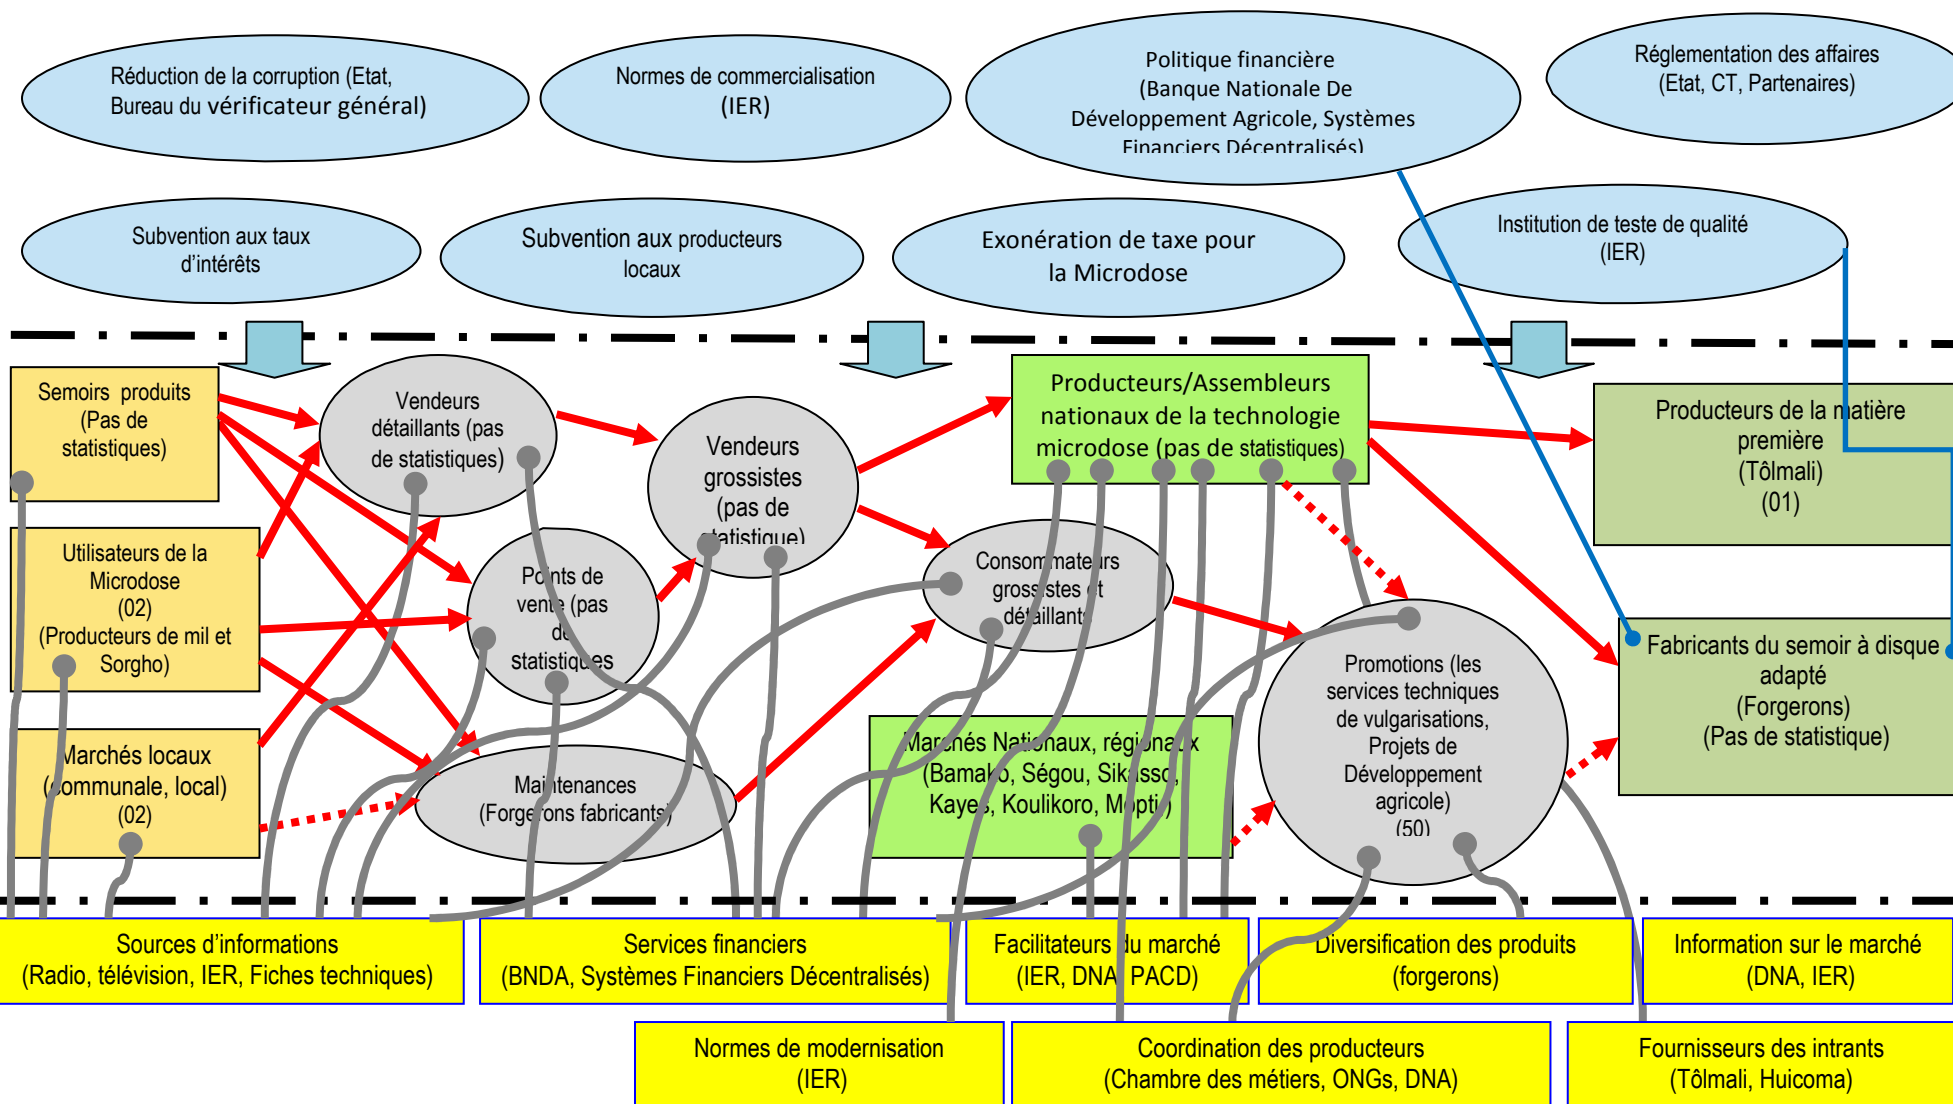 Réduction de la corruption (Etat,
Bureau du vérificateur général)
Normes de commercialisation
(IER)
Politique financière
(Banque Nationale De
Développement Agricole, Systèmes
Financiers Décentralisés)
Réglementation des affaires
(Etat, CT, Partenaires)
Subvention aux taux
d’intérêts
Subvention aux producteurs
locaux
Exonération de taxe pour
la Microdose
Institution de teste de qualité
(IER)
Semoirs produits
(Pas de
statistiques)
Vendeurs
détaillants (pas
de statistiques)
Vendeurs
grossistes
(pas de
statistique)
Producteurs/Assembleurs
nationaux de la technologie
microdose (pas de statistiques)
Producteurs de la matière
première
(Tôlmali)
(01)
Utilisateurs de la
Microdose
(02)
(Producteurs de mil et
Sorgho)
Points de
vente (pas
de
statistiques
Consommateurs
grossistes et
détaillants
Promotions (les
services techniques
de vulgarisations,
Projets de
Développement
agricole)
(50)
Fabricants du semoir à disque
adapté
(Forgerons)
(Pas de statistique)
Marchés locaux
(communale, local)
(02)
Maintenances
(Forgerons fabricants)
Marchés Nationaux, régionaux
(Bamako, Ségou, Sikasso,
Kayes, Koulikoro, Mopti)
Sources d’informations
(Radio, télévision, IER, Fiches techniques)
Services financiers
(BNDA, Systèmes Financiers Décentralisés)
Facilitateurs du marché
(IER, DNA, PACD)
Diversification des produits
(forgerons)
Information sur le marché
(DNA, IER)
Normes de modernisation
(IER)
Coordination des producteurs
(Chambre des métiers, ONGs, DNA)
Fournisseurs des intrants
(Tôlmali, Huicoma)